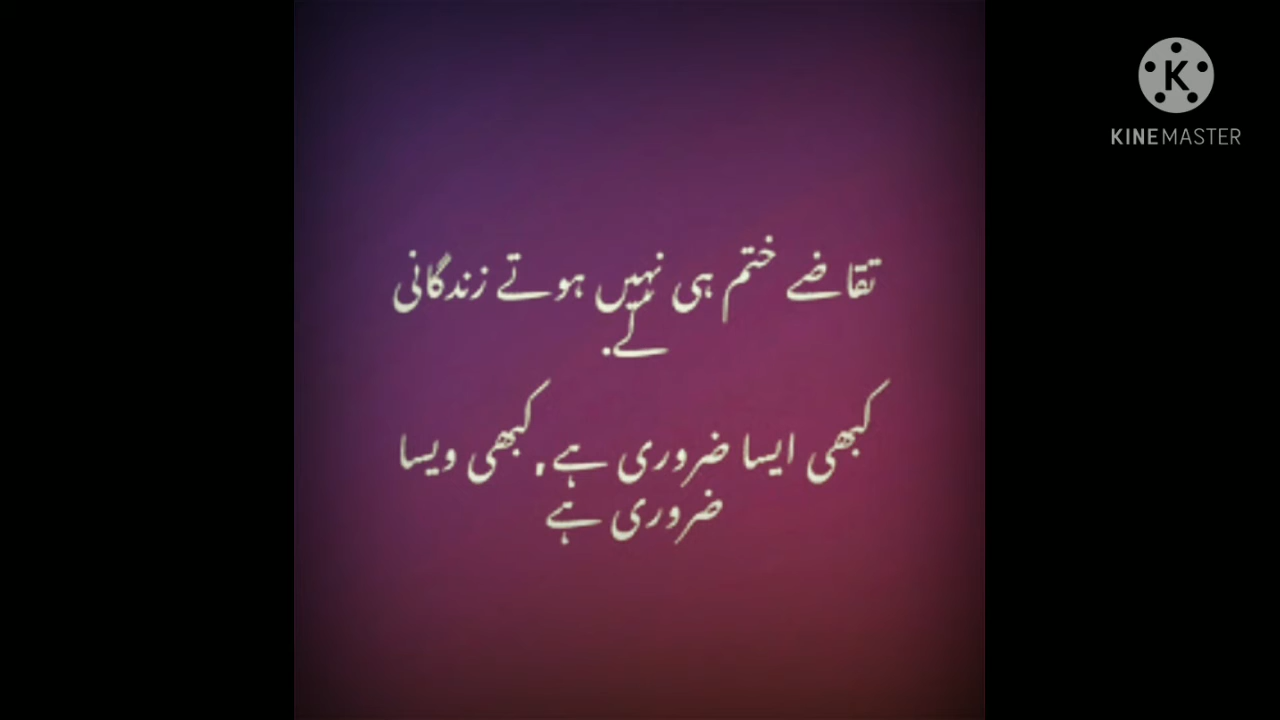 تقاضے ختم ہی نہیں ہوتے زندگانی
کے.
کبھی ایسا ضروری ہے,کبھی ویسا
ضروری ہے
K
KINEMASTER